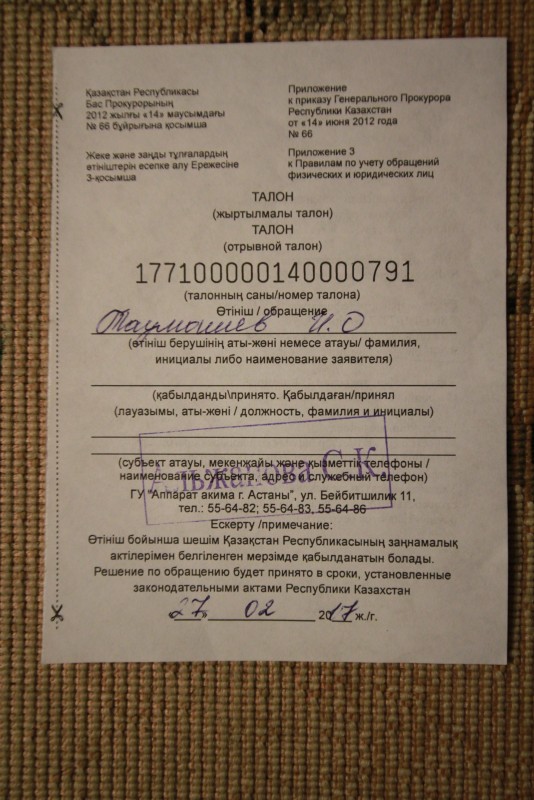 Қазақстан Республикасы
Бас Прокурорының
2012 жылғы «14» маусымдағы
№ 66 бұйрығына қосымша
Жеке және заңды тұлғалардың
өтініштерін есепке алу Ережесіне
3-қосымша
Приложение
к приказу Генерального Прокурора
Республики Казахстан
от «14» июня 2012 года
№ 66
Приложение 3
к Правилам по учету обращений
физических и юридических лиц
ТАЛОН
(жыртылмалы талон)
ТАЛОН
(отрывной талон)
177100000140000791
(талонның саны/номер талона)
Өтініш / обращение
И.О
(өтініш берушінің аты-жөні немесе атауы/ фамилия,
инициалы либо наименование заявителя)
(қабылданды\принято. Қабылдаған/принял
(лауазымы, аты-жөні / должность, фамилия и инициалы)
Альжанова С.К.
(субъект атауы, мекенжайы және қызметтік телефоны /
наименование субъекта, адрес и служебный телефон)
ГУ "Аппарат акима г. Астаны", ул. Бейбитшилик 11,
тел.: 55-64-82; 55-64-83, 55-64-86
Ескерту /примечание:
Өтініш бойынша шешім Қазақстан Республикасының заңнамалық
актілерімен белгіленген мерзімде қабылданатын болады.
Решение по обращению будет принято в сроки, установленные
законодательными актами Республики Казахстан
«27» 02 2017 ж./г.